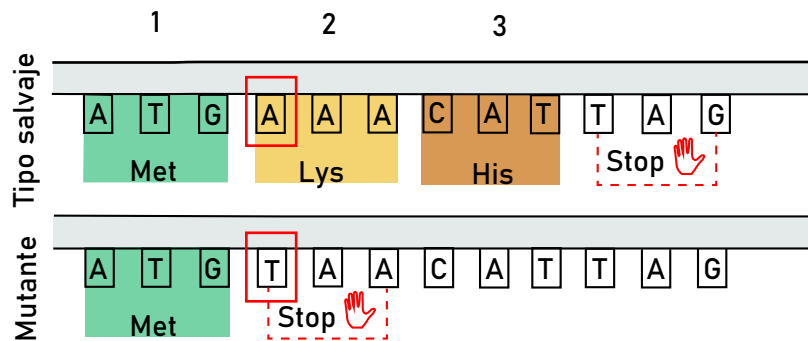 1 2 3
Tipo salvaje
A T G A A A C A T T A G
Met Lys His Stop
Mutante
A T G T A A C A T T A G
Met Stop